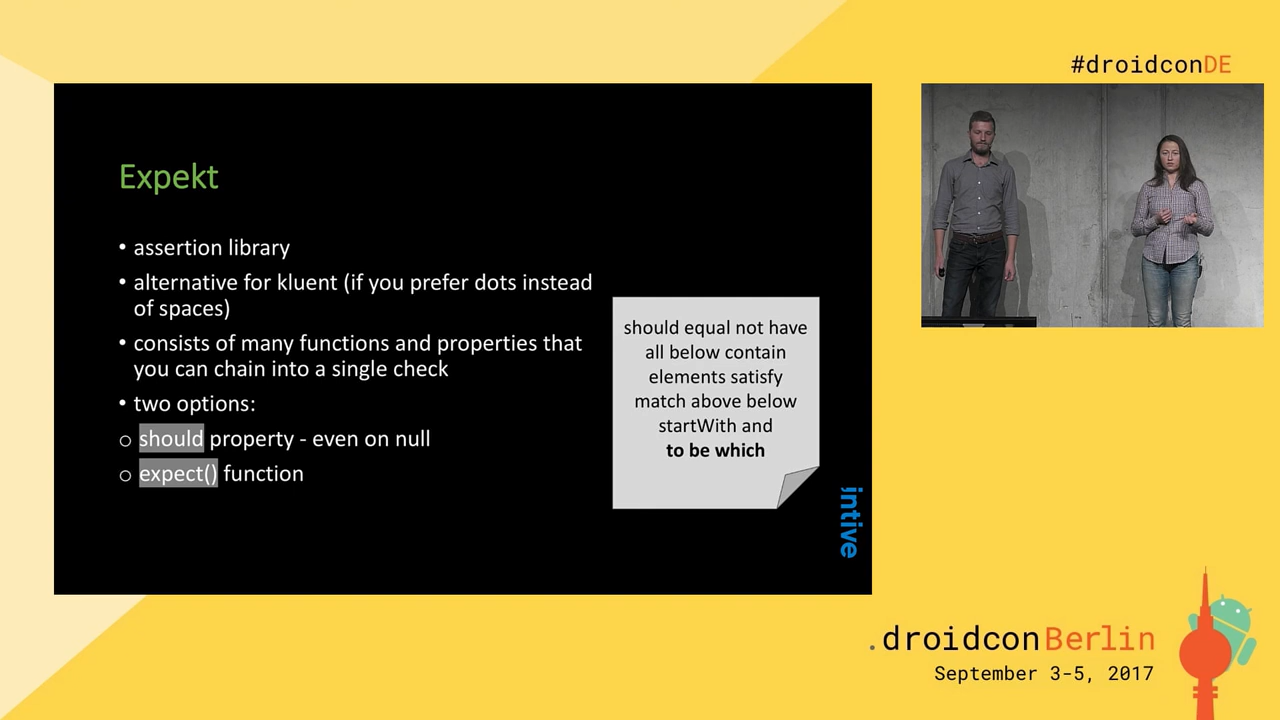 #droidconDE
Expekt
• assertion library
• alternative for kluent (if you prefer dots instead
of spaces)
• consists of many functions and properties that
you can chain into a single check
• two options:
o should property - even on null
o expect() function
should equal not have
all below contain
elements satisfy
match above below
startWith and
to be which
intive
.droidconBerlin
September 3-5, 2017